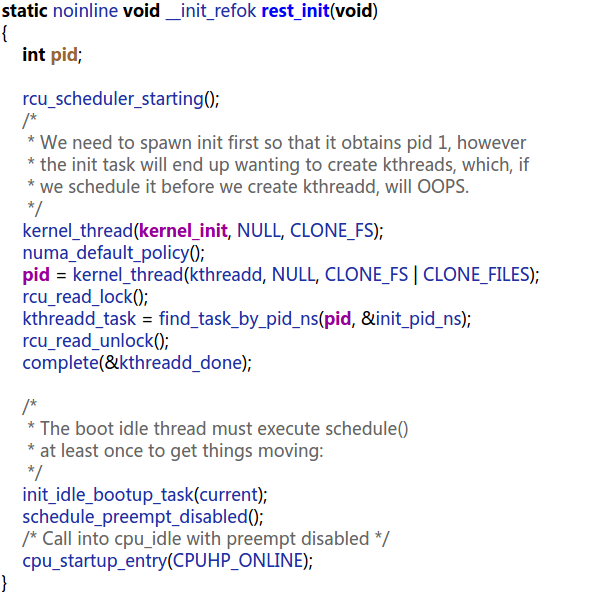 static noinline void __init_refok rest_init(void)
{
    int pid;

    rcu_scheduler_starting();
    /*
     * We need to spawn init first so that it obtains pid 1, however
     * the init task will end up wanting to create kthreads, which, if
     * we schedule it before we create kthreadd, will OOPS.
     */
    kernel_thread(kernel_init, NULL, CLONE_FS);
    numa_default_policy();
    pid = kernel_thread(kthreadd, NULL, CLONE_FS | CLONE_FILES);
    rcu_read_lock();
    kthreadd_task = find_task_by_pid_ns(pid, &init_pid_ns);
    rcu_read_unlock();
    complete(&kthreadd_done);

    /*
     * The boot idle thread must execute schedule()
     * at least once to get things moving:
     */
    init_idle_bootup_task(current);
    schedule_preempt_disabled();
    /* Call into cpu_idle with preempt disabled */
    cpu_startup_entry(CPUHP_ONLINE);
}